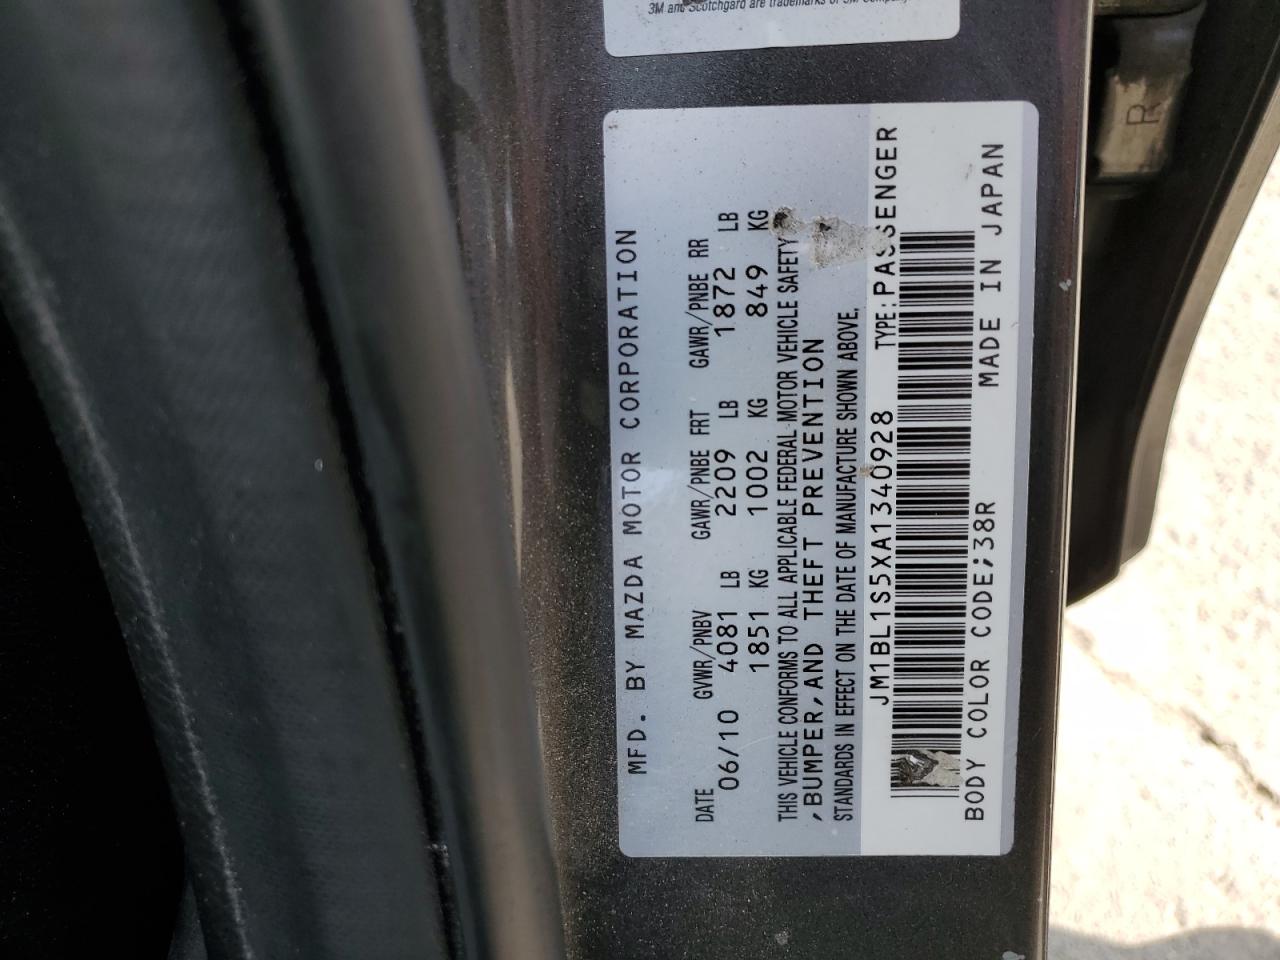 3M and Scotchgard are trademarks of 3M Company
MFD. BY MAZDA MOTOR CORPORATION
DATE GVWR/PNBV GAWR/PNBE FRT GAWR/PNBE RR
06/10 4081 LB 2209 LB 1872 LB
1851 KG 1002 KG 849 KG
THIS VEHICLE CONFORMS TO ALL APPLICABLE FEDERAL MOTOR VEHICLE SAFETY
,BUMPER,AND THEFT PREVENTION
STANDARDS IN EFFECT ON THE DATE OF MANUFACTURE SHOWN ABOVE.
JM1BL1S5XA1340928 TYPE:PASSENGER
BODY COLOR CODE;38R MADE IN JAPAN
R